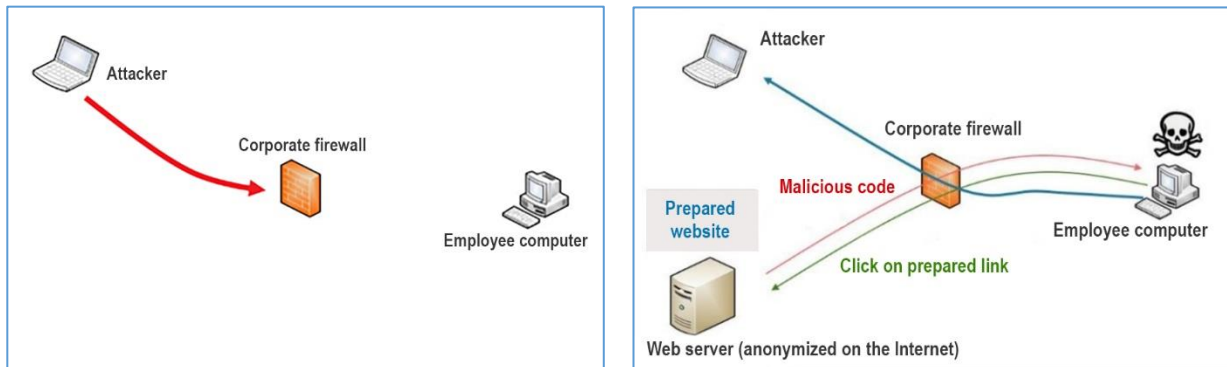 Attacker
Corporate firewall
Employee computer
Attacker
Corporate firewall
Malicious code
Prepared
website
Employee computer
Click on prepared link
Web server (anonymized on the Internet)